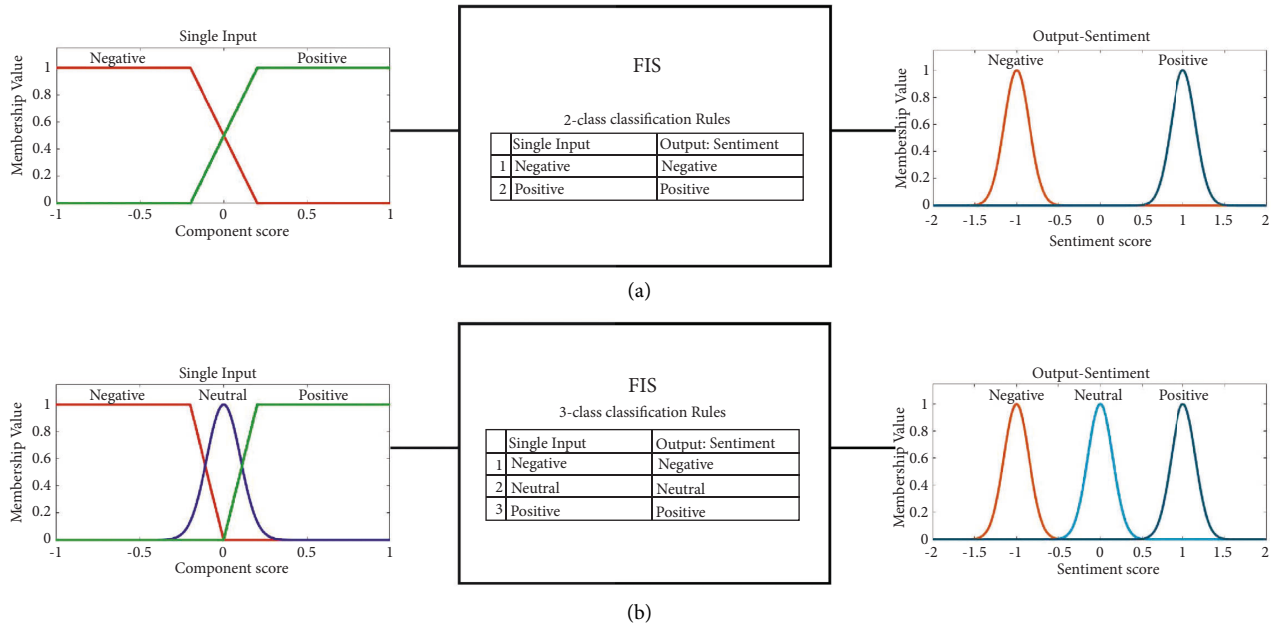 Single Input
Negative
Positive
Membership Value
1
0.8
0.6
0.4
0.2
0
-1 -0.5 0 0.5 1
Component score
FIS
2-class classification Rules
Single Input Output: Sentiment
1 Negative Negative
2 Positive Positive
Output-Sentiment
Negative
Positive
Membership Value
1
0.8
0.6
0.4
0.2
0
-2 -1.5 -1 -0.5 0 0.5 1 1.5 2
Sentiment score
(a)
Single Input
Negative
Neutral
Positive
Membership Value
1
0.8
0.6
0.4
0.2
0
-1 -0.5 0 0.5 1
Component score
FIS
3-class classification Rules
Single Input Output: Sentiment
1 Negative Negative
2 Neutral Neutral
3 Positive Positive
Output-Sentiment
Negative
Neutral
Positive
Membership Value
1
0.8
0.6
0.4
0.2
0
-2 -1.5 -1 -0.5 0 0.5 1 1.5 2
Sentiment score
(b)